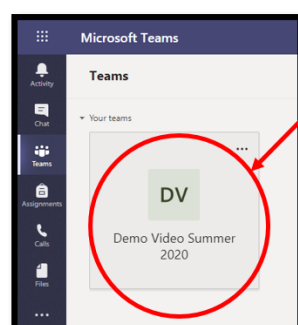 Microsoft Teams
Activity
Teams
Chat
Your teams
...
Teams
DV
Assignments
Demo Video Summer
2020
Calls
Files
...